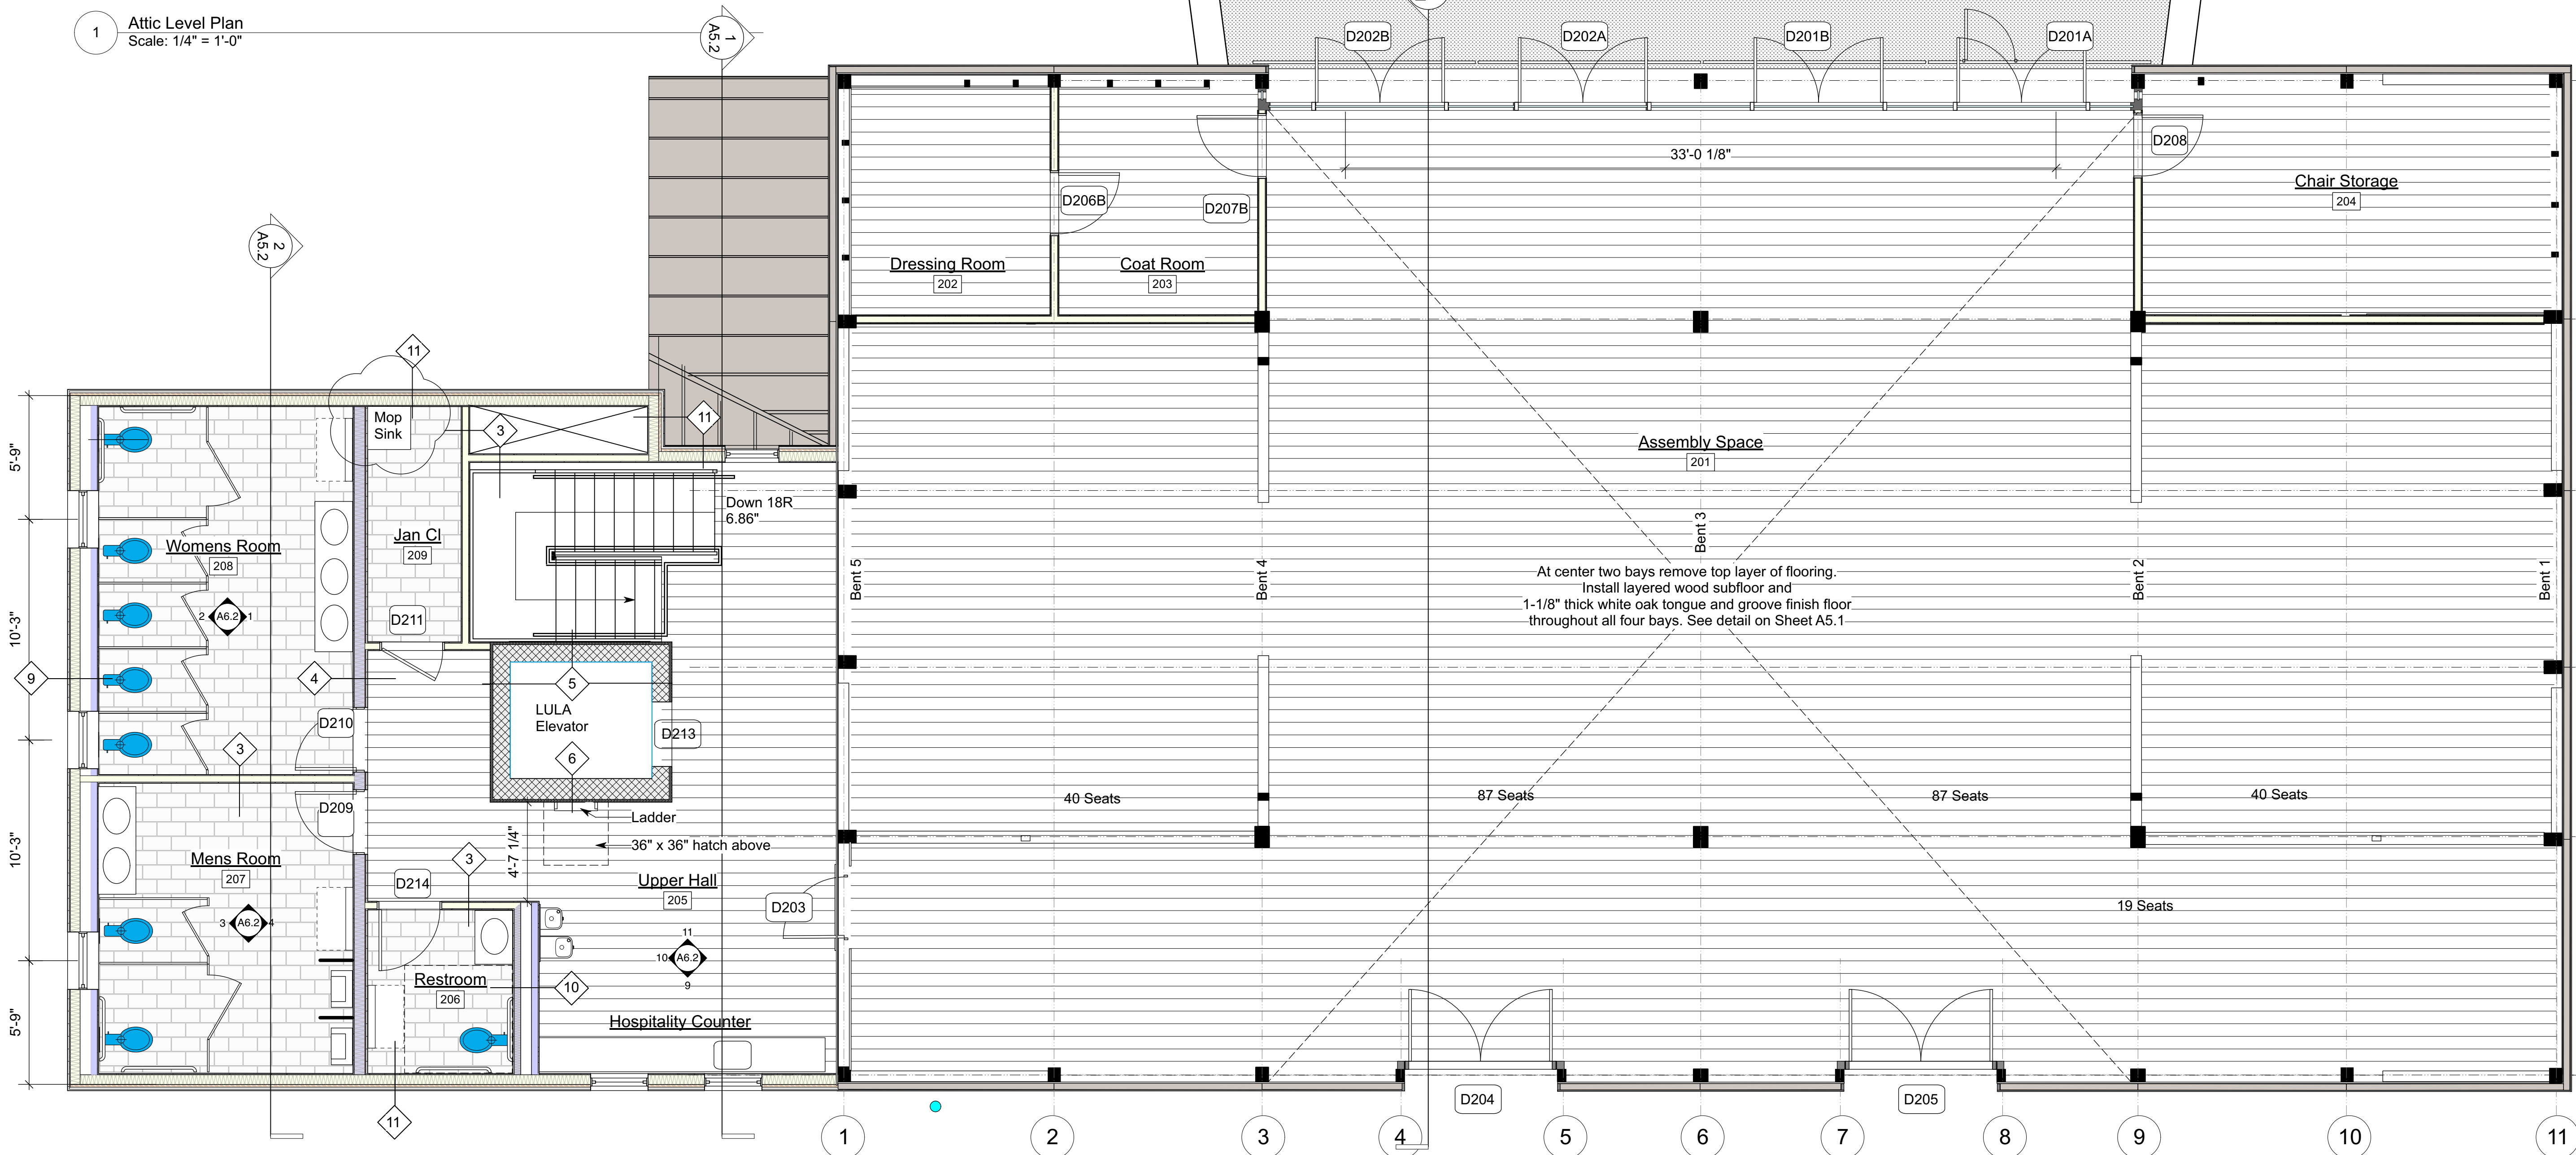 1
Attic Level Plan
Scale: 1/4" = 1'-0"
1
A5.2
D202B
D202A
D201B
D201A
33'-0 1/8"
D208
Chair Storage
204
D206B
D207B
Dressing Room
202
Coat Room
203
2
A5.2
11
Mop
Sink
3
11
5'-9"
Assembly Space
201
Down 18R
6.86"
Womens Room
208
Jan Cl
209
Bent 5
Bent 4
Bent 3
Bent 2
Bent 1
At center two bays remove top layer of flooring.
Install layered wood subfloor and
1-1/8" thick white oak tongue and groove finish floor
throughout all four bays. See detail on Sheet A5.1
2 A6.2 1
D211
10'-3"
9
4
5
LULA
Elevator
D210
D213
3
6
D209
40 Seats
87 Seats
87 Seats
40 Seats
Ladder
36" x 36" hatch above
4'-7 1/4"
10'-3"
Mens Room
207
3
D214
Upper Hall
205
D203
19 Seats
3 A6.2 4
11
10 A6.2
9
Restroom
206
10
5'-9"
Hospitality Counter
11
D204
D205
1
2
3
4
5
6
7
8
9
10
11